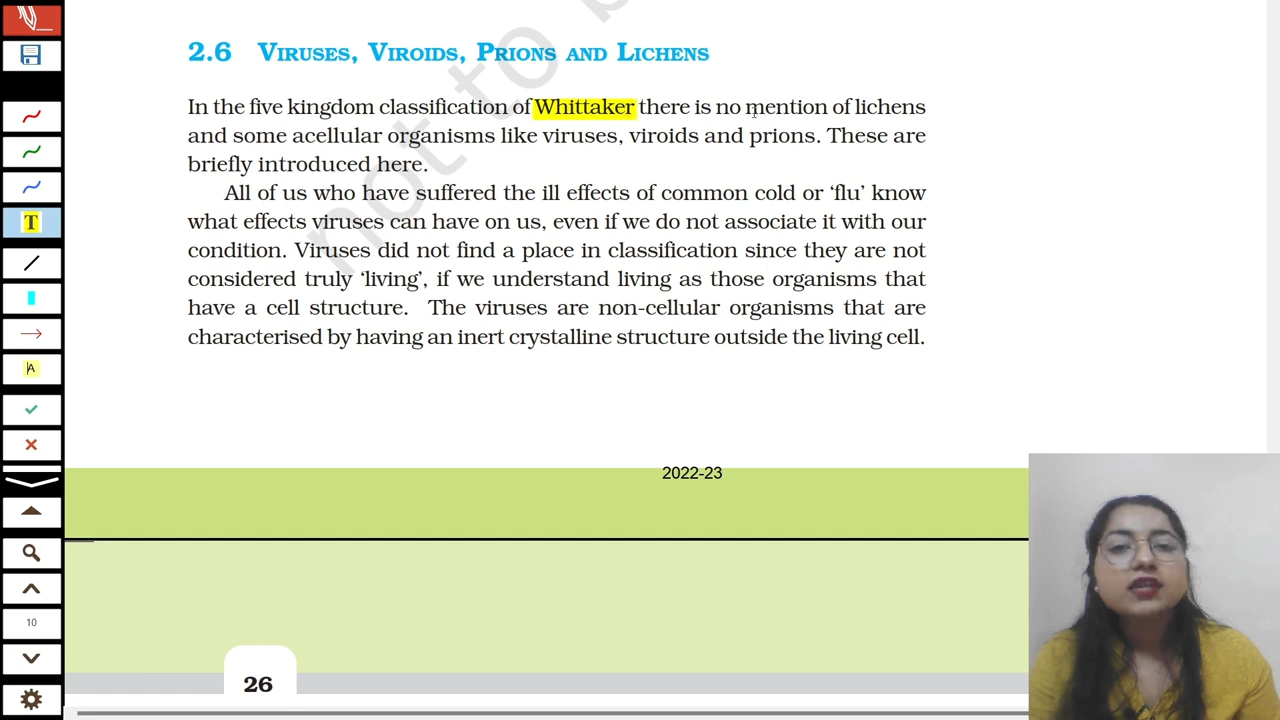 2.6 VIRUSES, VIROIDS, PRIONS AND LICHENS
In the five kingdom classification of Whittaker there is no mention of lichens
and some acellular organisms like viruses, viroids and prions. These are
briefly introduced here.
All of us who have suffered the ill effects of common cold or ‘flu’ know
what effects viruses can have on us, even if we do not associate it with our
condition. Viruses did not find a place in classification since they are not
considered truly ‘living’, if we understand living as those organisms that
have a cell structure. The viruses are non-cellular organisms that are
characterised by having an inert crystalline structure outside the living cell.
2022-23
26
not to b
T
A
10